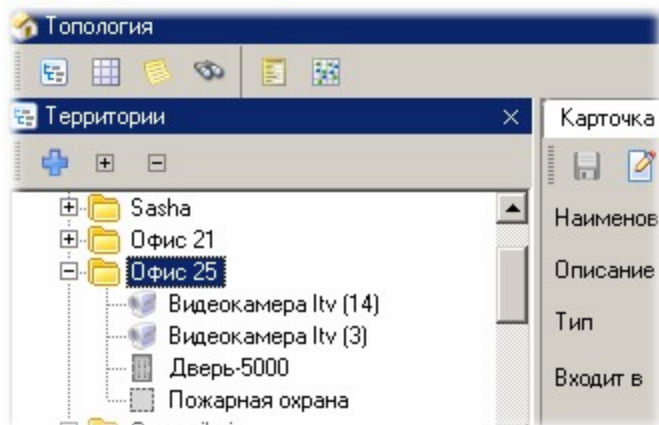 Топология
Территории
Карточка
Sasha
Офис 21
Офис 25
Видеокамера Itv (14)
Видеокамера Itv (3)
Дверь-5000
Пожарная охрана
Наименов
Описание
Тип
Входит в